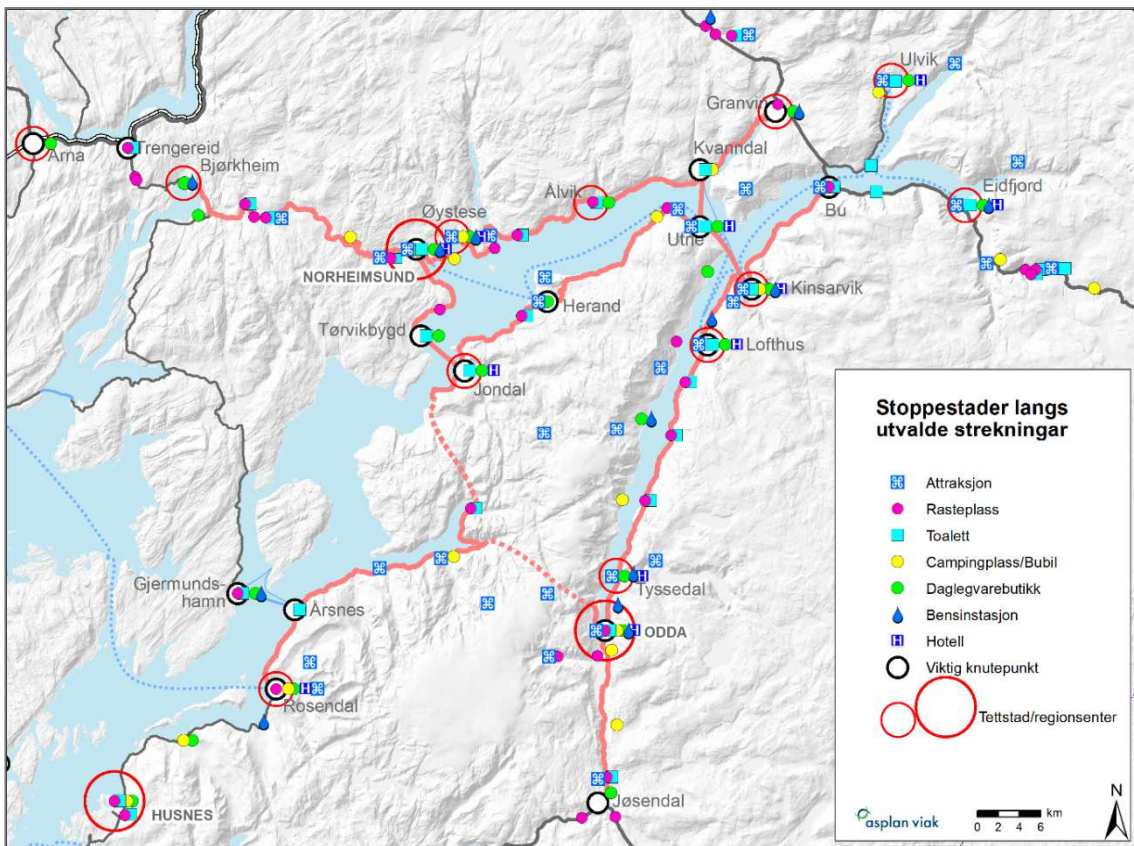 Ulvik
Granvin
Arna
Trengereid
Bjørkheim
Kvanndal
Ålvik
Øystese
Eidfjord
Bu
Utne
NORHEIMSUND
Kinsarvik
Herand
Tørvikbygd
Lofthus
Jondal
Gjermunds-
hamn
Årsnes
Tyssedal
ODDA
Rosendal
HUSNES
Jøsendal
Stoppestader langs
utvalde strekningar
Attraksjon
Rasteplass
Toalett
Campingplass/Bubil
Daglegvarebutikk
Bensinstasjon
H Hotell
Viktig knutepunkt
Tettstad/regionsenter
N
asplan viak
0 2 4 6 km